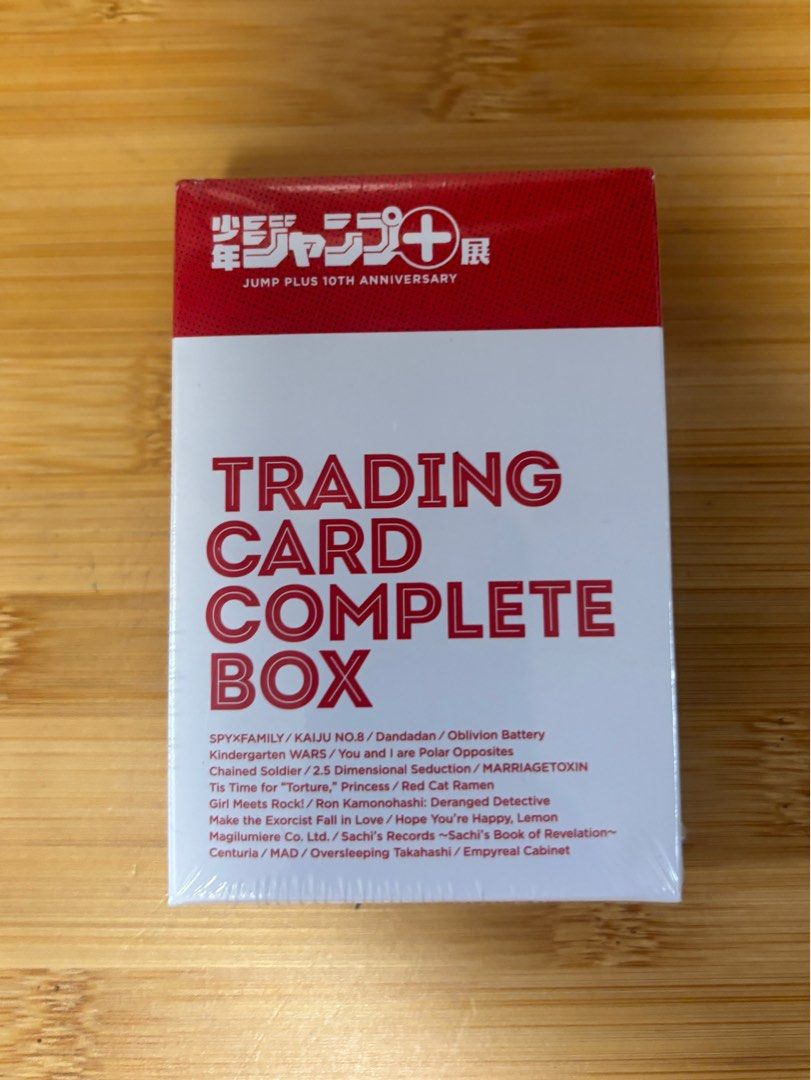 少年ジャンプ+展
JUMP PLUS 10TH ANNIVERSARY
TRADING
CARD
COMPLETE
BOX
SPY×FAMILY / KAIJU NO.8 / Dandadan / Oblivion Battery
Kindergarten WARS / You and I are Polar Opposites
Chained Soldier / 2.5 Dimensional Seduction / MARRIAGETOXIN
Tis Time for "Torture," Princess / Red Cat Ramen
Girl Meets Rock! / Ron Kamonohashi: Deranged Detective
Make the Exorcist Fall in Love / Hope You're Happy, Lemon
Magilumiere Co. Ltd. / Sachi's Records ~Sachi's Book of Revelation~
Centuria / MAD / Oversleeping Takahashi / Empyreal Cabinet